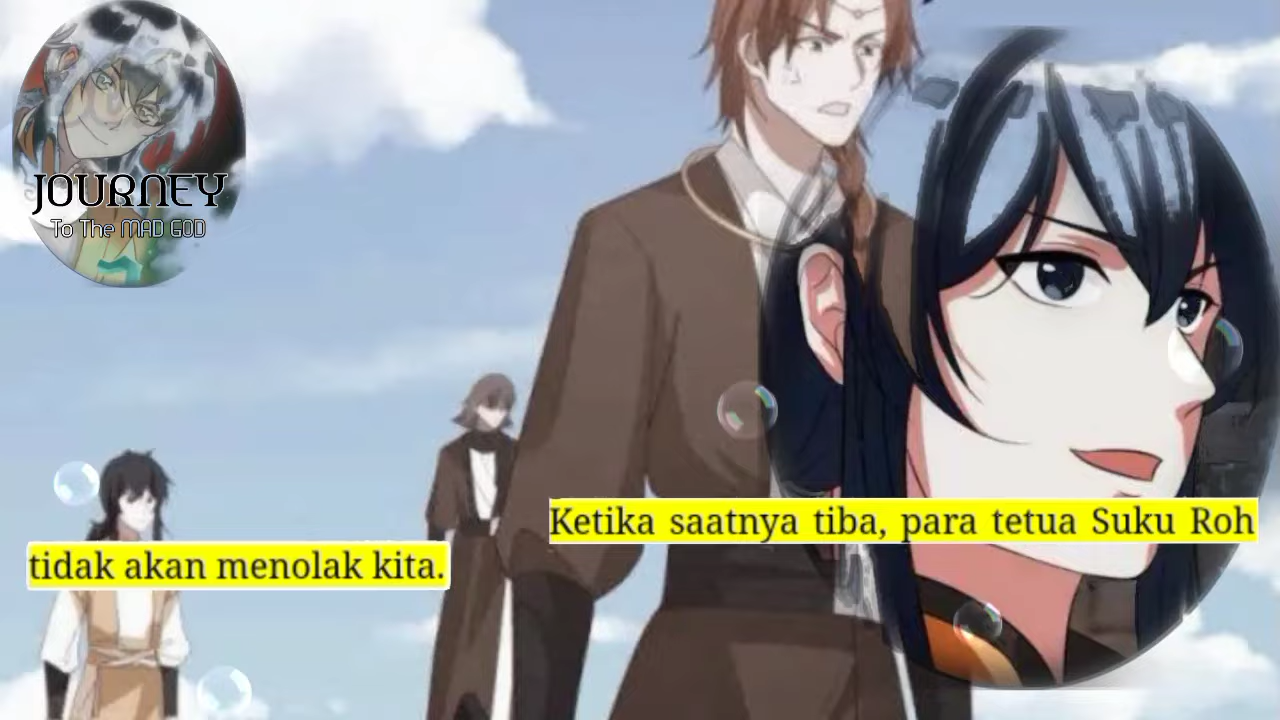 JOURNEY
To The MAD GOD
Ketika saatnya tiba, para tetua Suku Roh
tidak akan menolak kita.